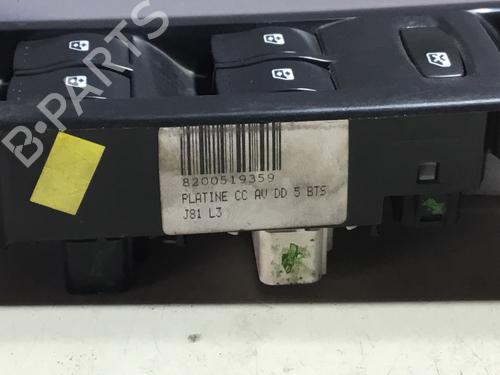 B-PARTS
8200519359
PLATINE CC AV DD 5 BTS
J81 L3